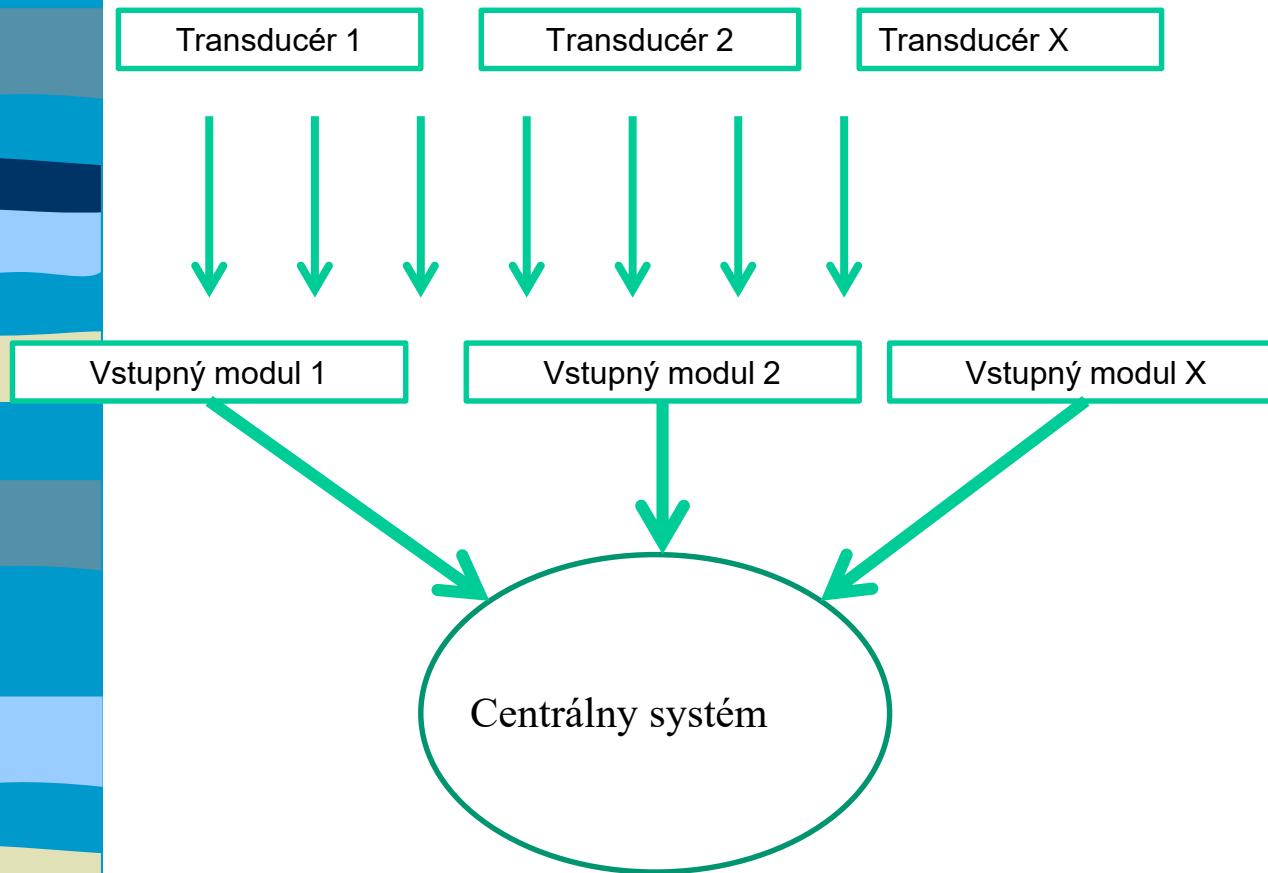 Transducér 1
Transducér 2
Transducér X
Vstupný modul 1
Vstupný modul 2
Vstupný modul X
Centrálny systém